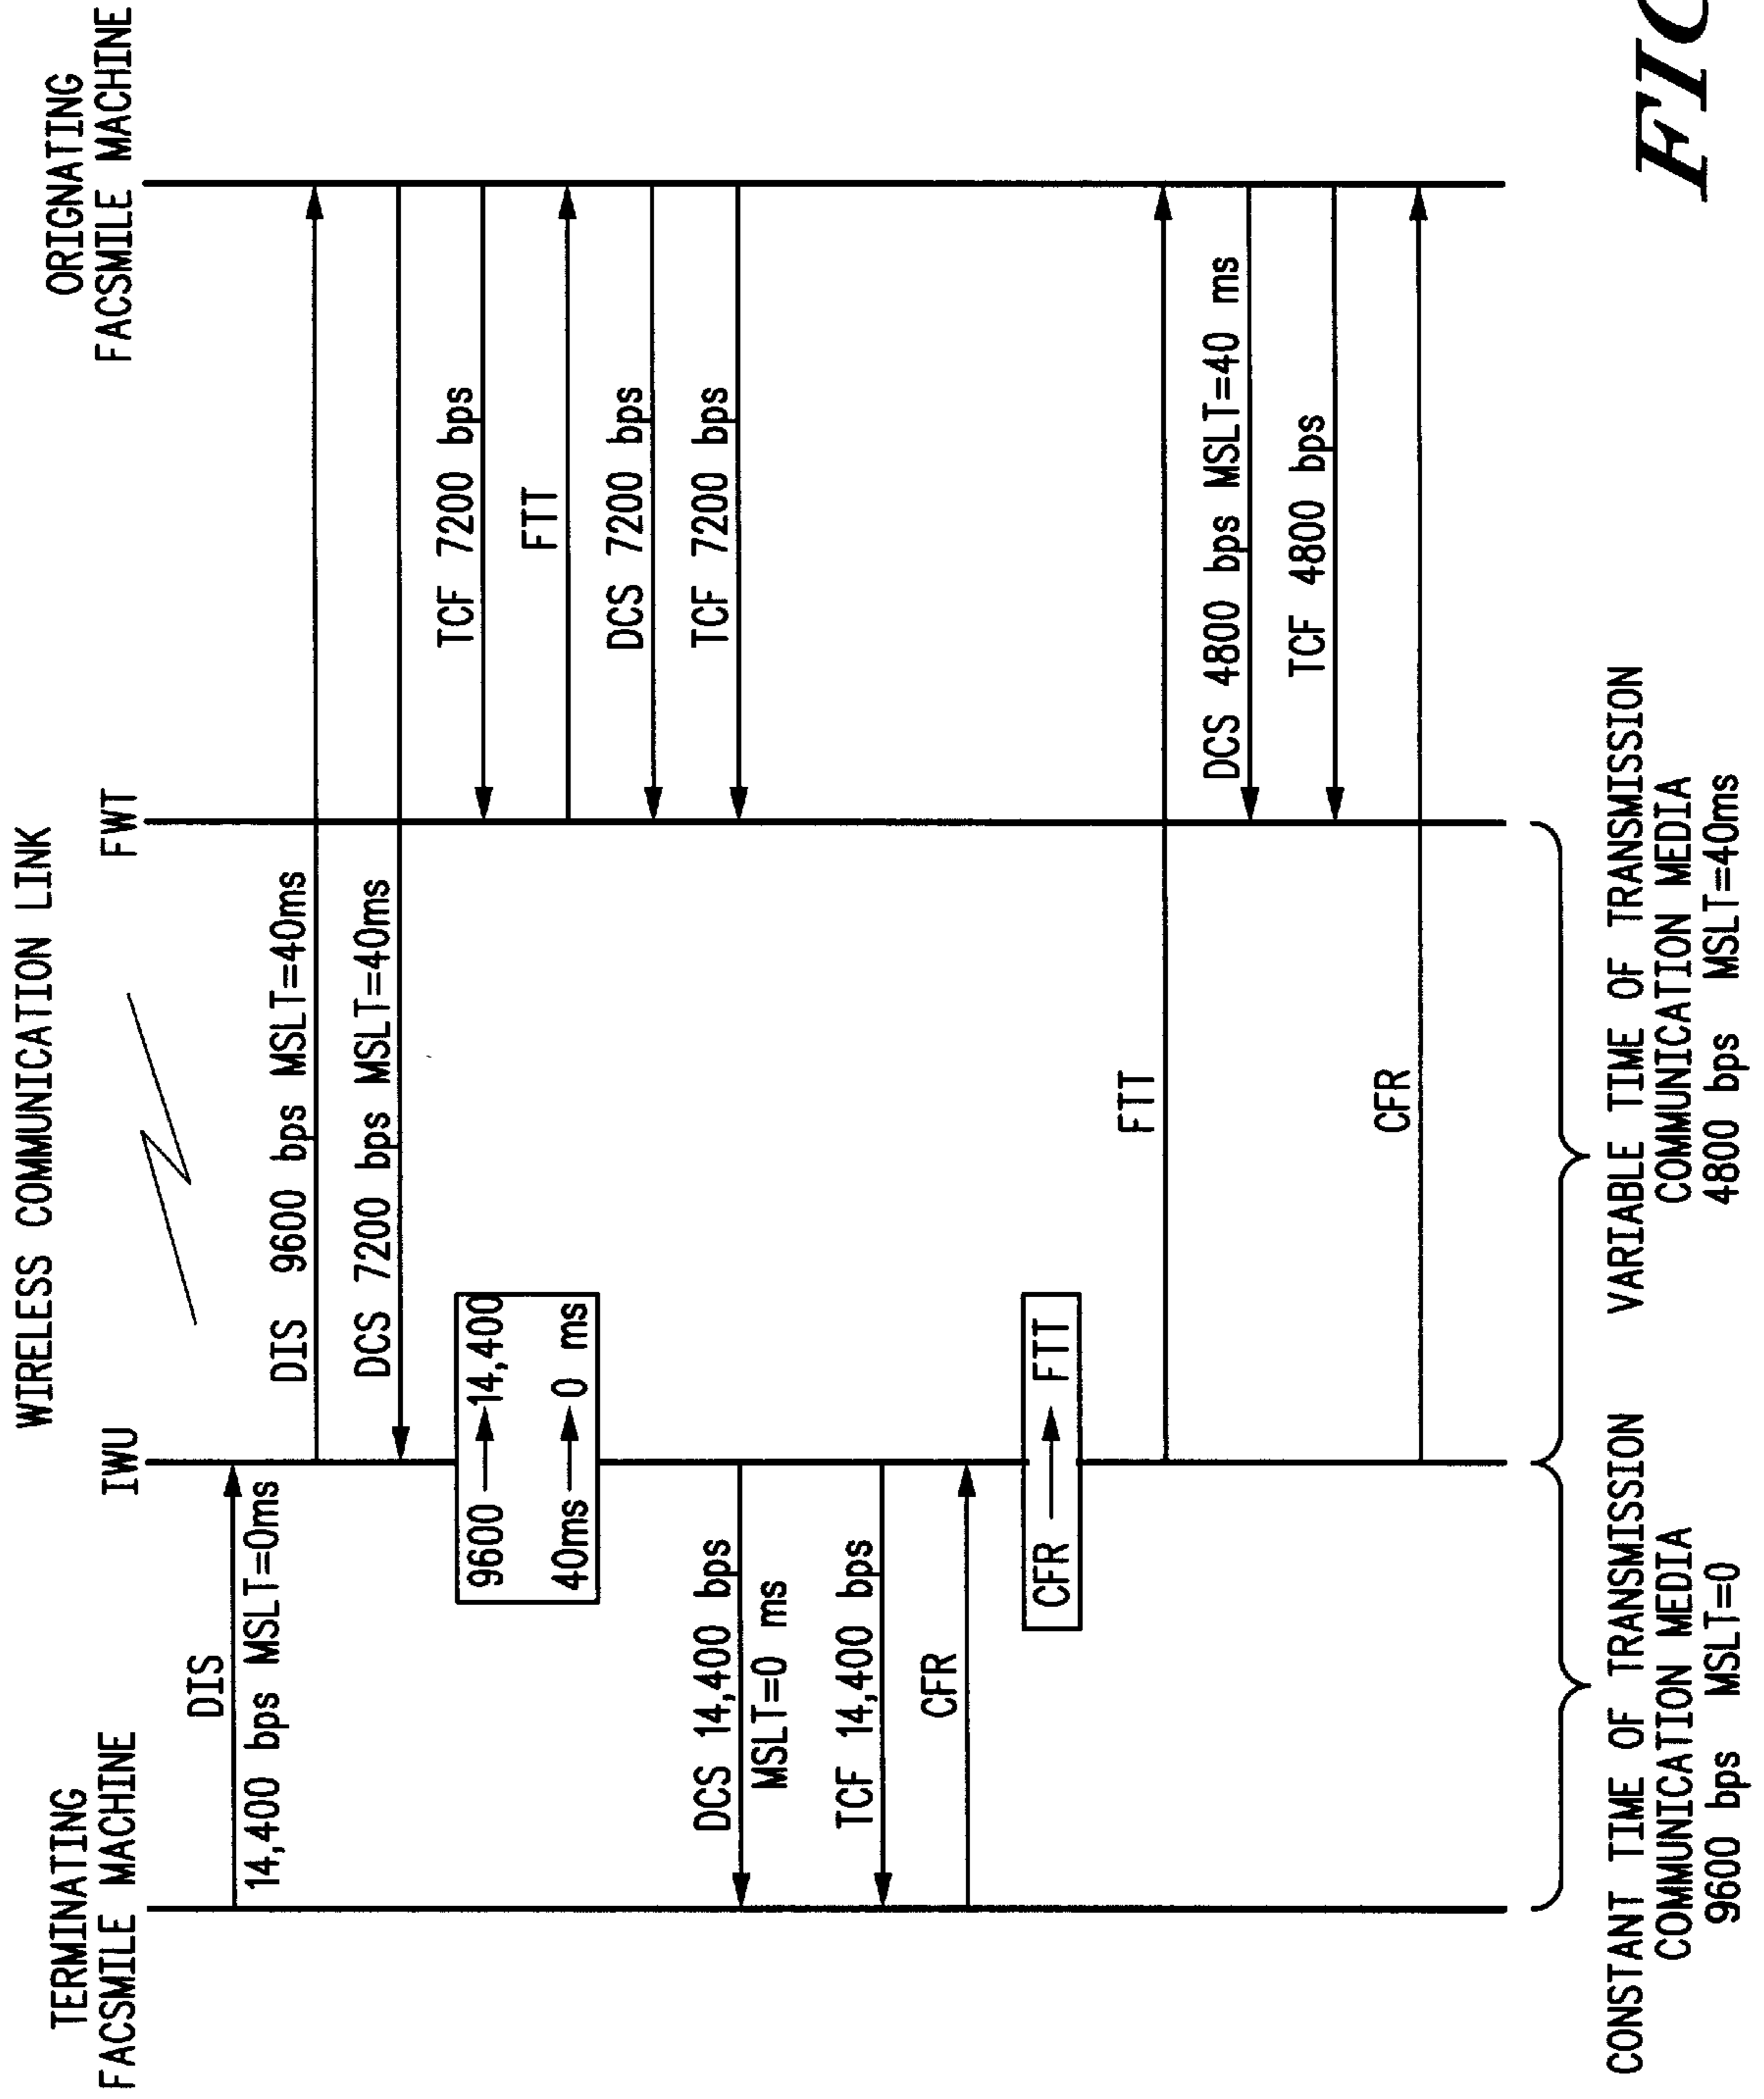 WIRELESS COMMUNICATION LINK
TERMINATING
FACSMILE MACHINE
IWU
FWT
ORIGNATING
FACSMILE MACHINE
DIS
14,400 bps MSLT=0ms
DIS 9600 bps MSLT=40ms
DCS 7200 bps MSLT=40ms
9600 14,400
40ms 0 ms
TCF 7200 bps
FTT
DCS 7200 bps
TCF 7200 bps
DCS 14,400 bps
MSLT=0 ms
TCF 14,400 bps
CFR
CFR FTT
FTT
DCS 4800 bps MSLT=40 ms
TCF 4800 bps
CFR
CONSTANT TIME OF TRANSMISSION
COMMUNICATION MEDIA
9600 bps MSLT=0
VARIABLE TIME OF TRANSMISSION
COMMUNICATION MEDIA
4800 bps MSLT=40ms